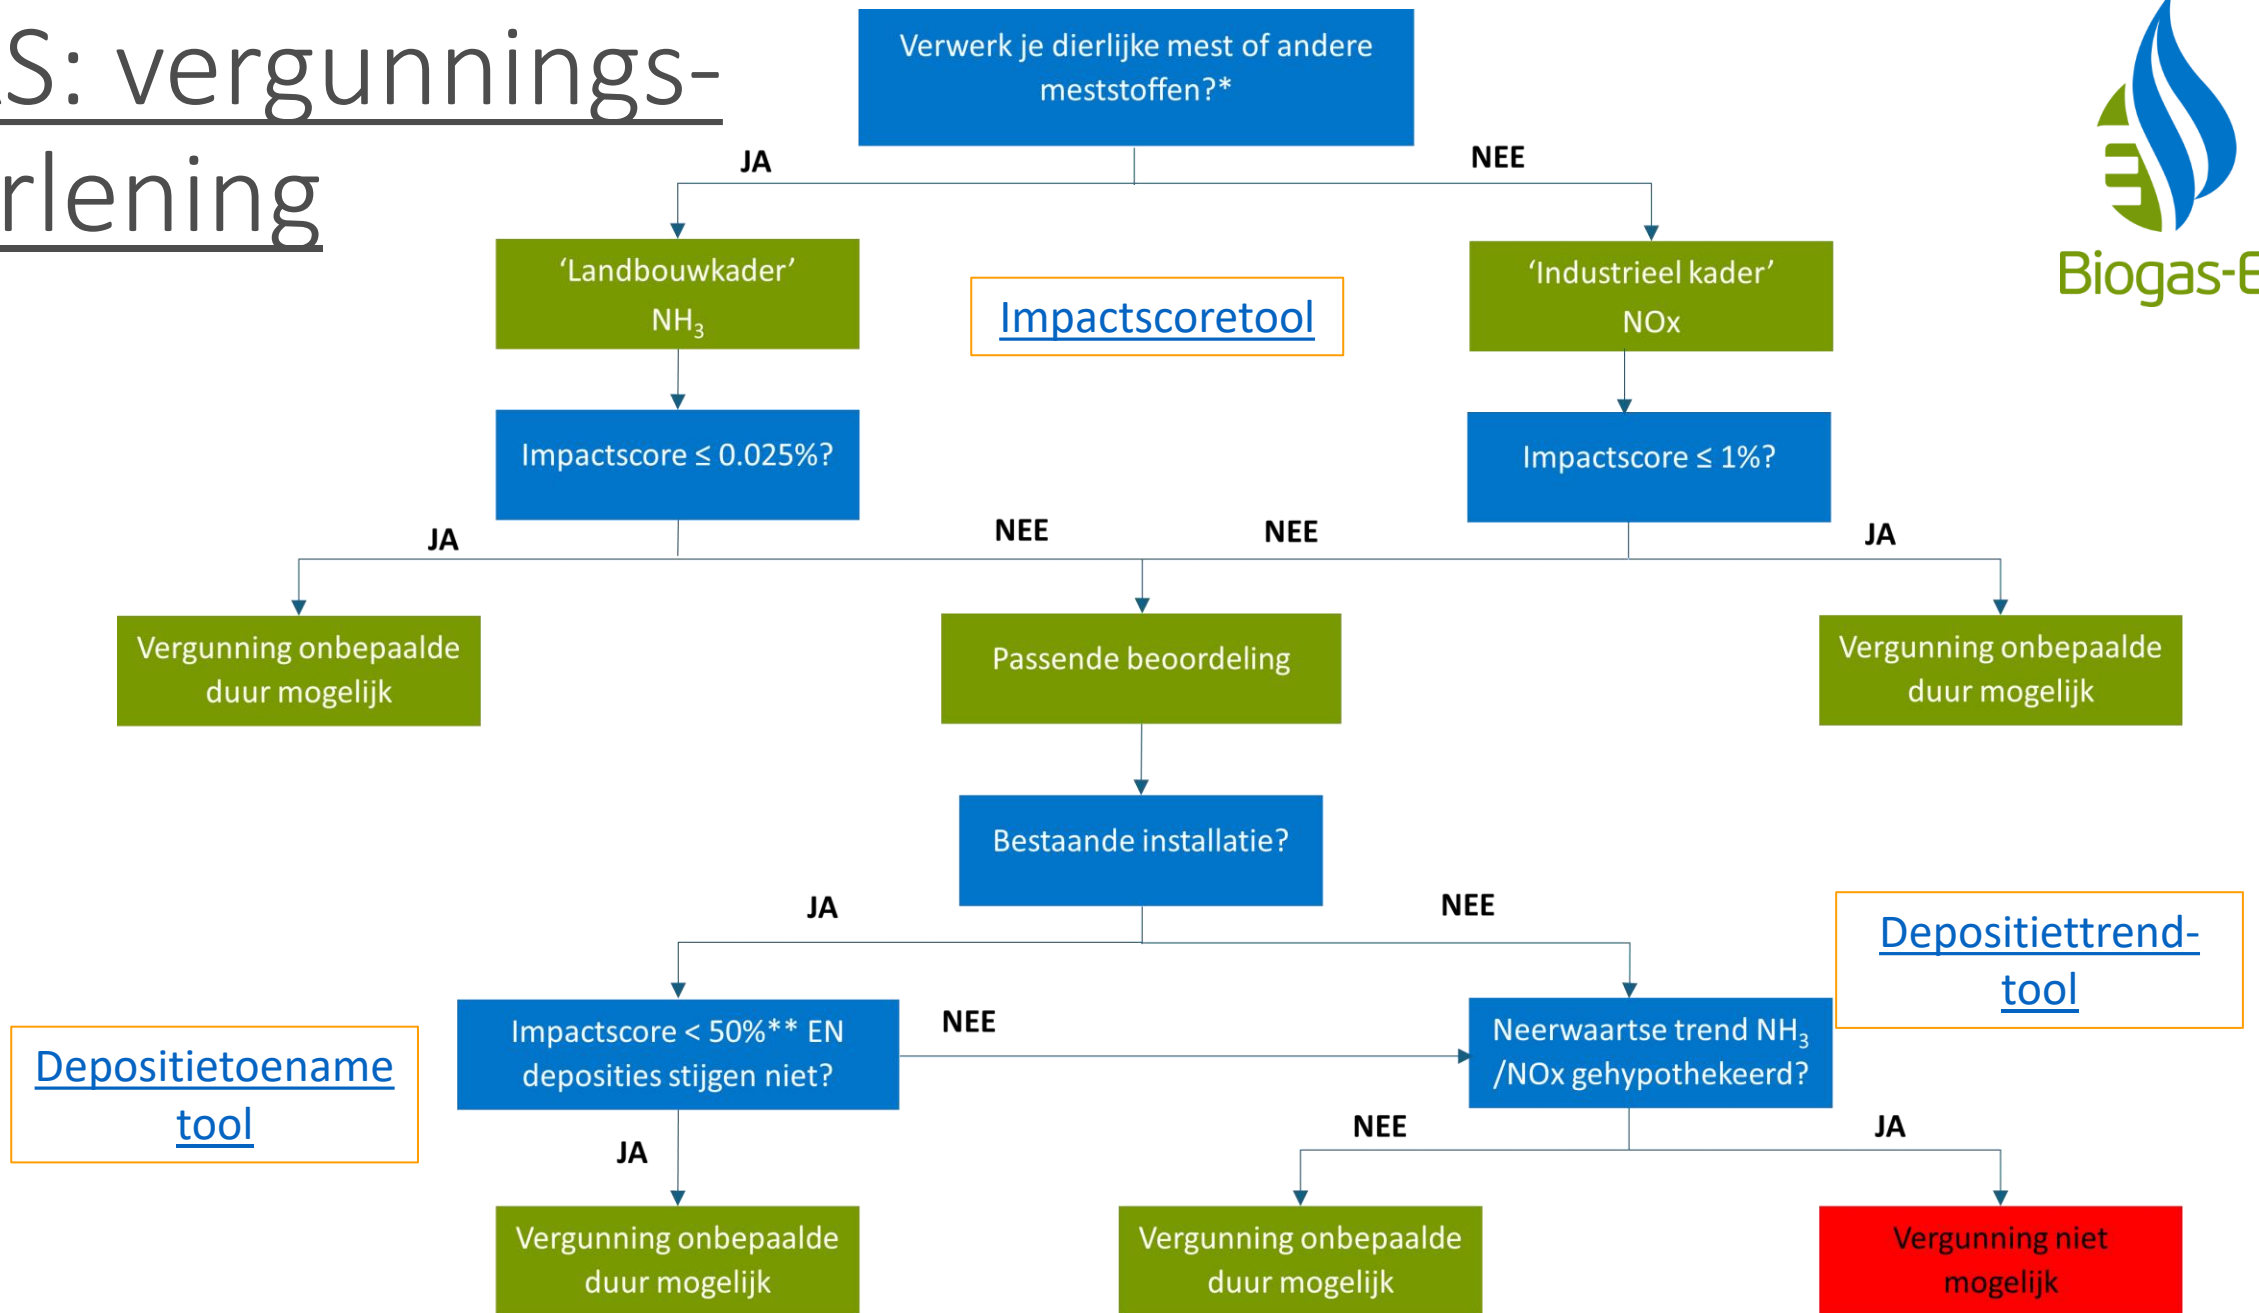 S: vergunnings-
rlening
Verwerk je dierlijke mest of andere
meststoffen?*
Biogas-E
JA
NEE
'Landbouwkader'
NH₃
Impactscoretool
'Industrieel kader'
NOx
Impactscore ≤ 0.025%?
Impactscore ≤ 1%?
JA
NEE
NEE
JA
Vergunning onbepaalde
duur mogelijk
Passende beoordeling
Vergunning onbepaalde
duur mogelijk
Bestaande installatie?
JA
NEE
Depositiettrend-
tool
Depositietoename
tool
Impactscore < 50%** EN
deposities stijgen niet?
NEE
Neerwaartse trend NH₃
/NOx gehypothekeerd?
JA
NEE
JA
Vergunning onbepaalde
duur mogelijk
Vergunning onbepaalde
duur mogelijk
Vergunning niet
mogelijk